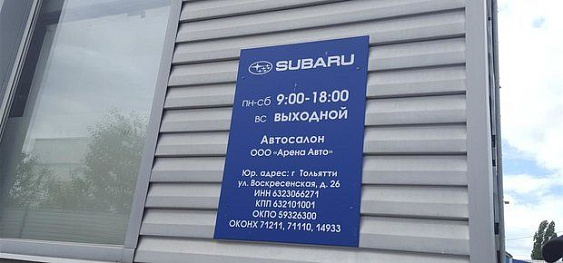 SUBARU
пн-сб 9:00-18:00
вс ВЫХОДНОЙ
Автосалон
ООО «Арена Авто»
Юр. адрес: г Тольятти
ул. Воскресенская, д. 26
ИНН 6323066271
КПП 632101001
ОКПО 59326300
ОКОНХ 71211, 71110, 14933